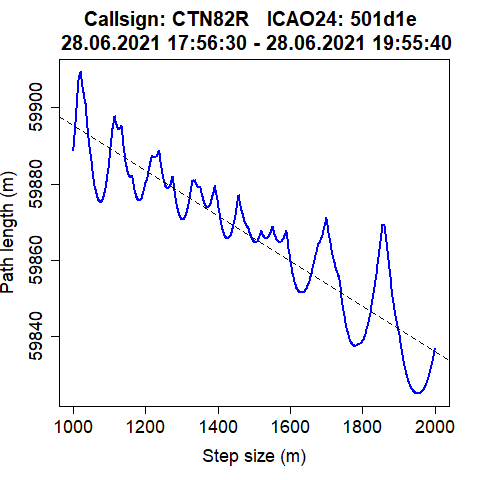 Callsign: CTN82R   ICAO24: 501d1e
28.06.2021 17:56:30 - 28.06.2021 19:55:40
Path length (m)
59900
59880
59860
59840
1000 1200 1400 1600 1800 2000
Step size (m)